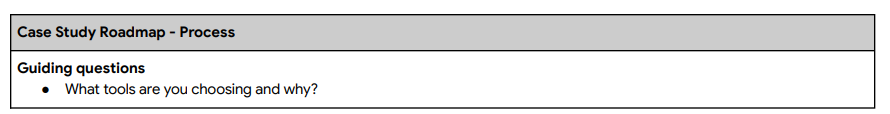 Case Study Roadmap - Process
Guiding questions
● What tools are you choosing and why?